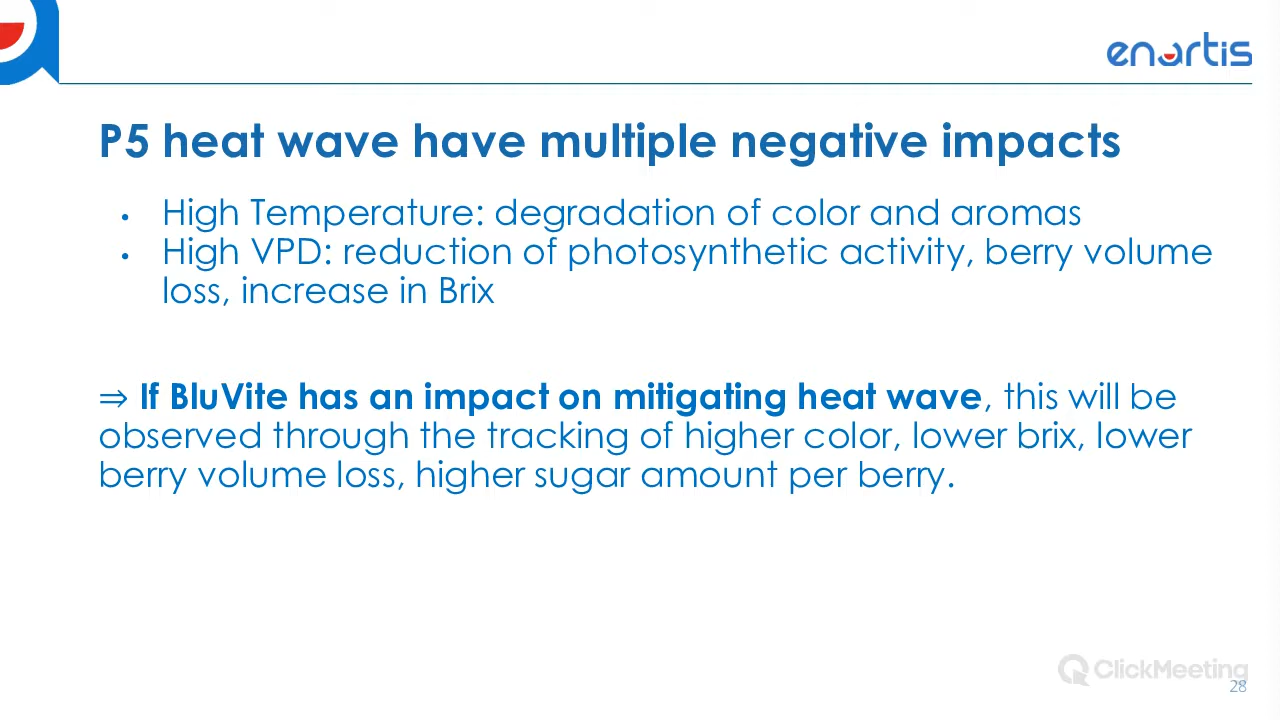 enartis
P5 heat wave have multiple negative impacts
• High Temperature: degradation of color and aromas
• High VPD: reduction of photosynthetic activity, berry volume
loss, increase in Brix
⇒ If BluVite has an impact on mitigating heat wave, this will be
observed through the tracking of higher color, lower brix, lower
berry volume loss, higher sugar amount per berry.
ClickMeeting
28